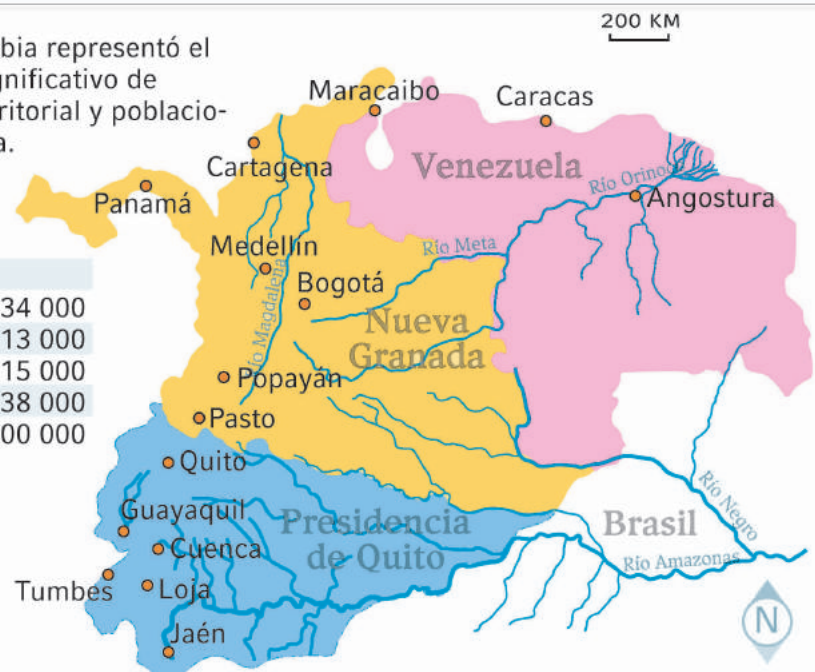 200 KM
bia representó el
gnificativo de
ritorial y poblacio-
a.
34 000
13 000
15 000
38 000
00 000
Maracaibo
Caracas
Cartagena
Venezuela
Río Orinoco
Angostura
Panamá
Medellín
Río Meta
Bogotá
Río Magdalena
Nueva
Granada
Popayán
Pasto
Quito
Guayaquil
Presidencia
de Quito
Cuenca
Brasil
Río Negro
Río Amazonas
Tumbes
Loja
Jaén
N